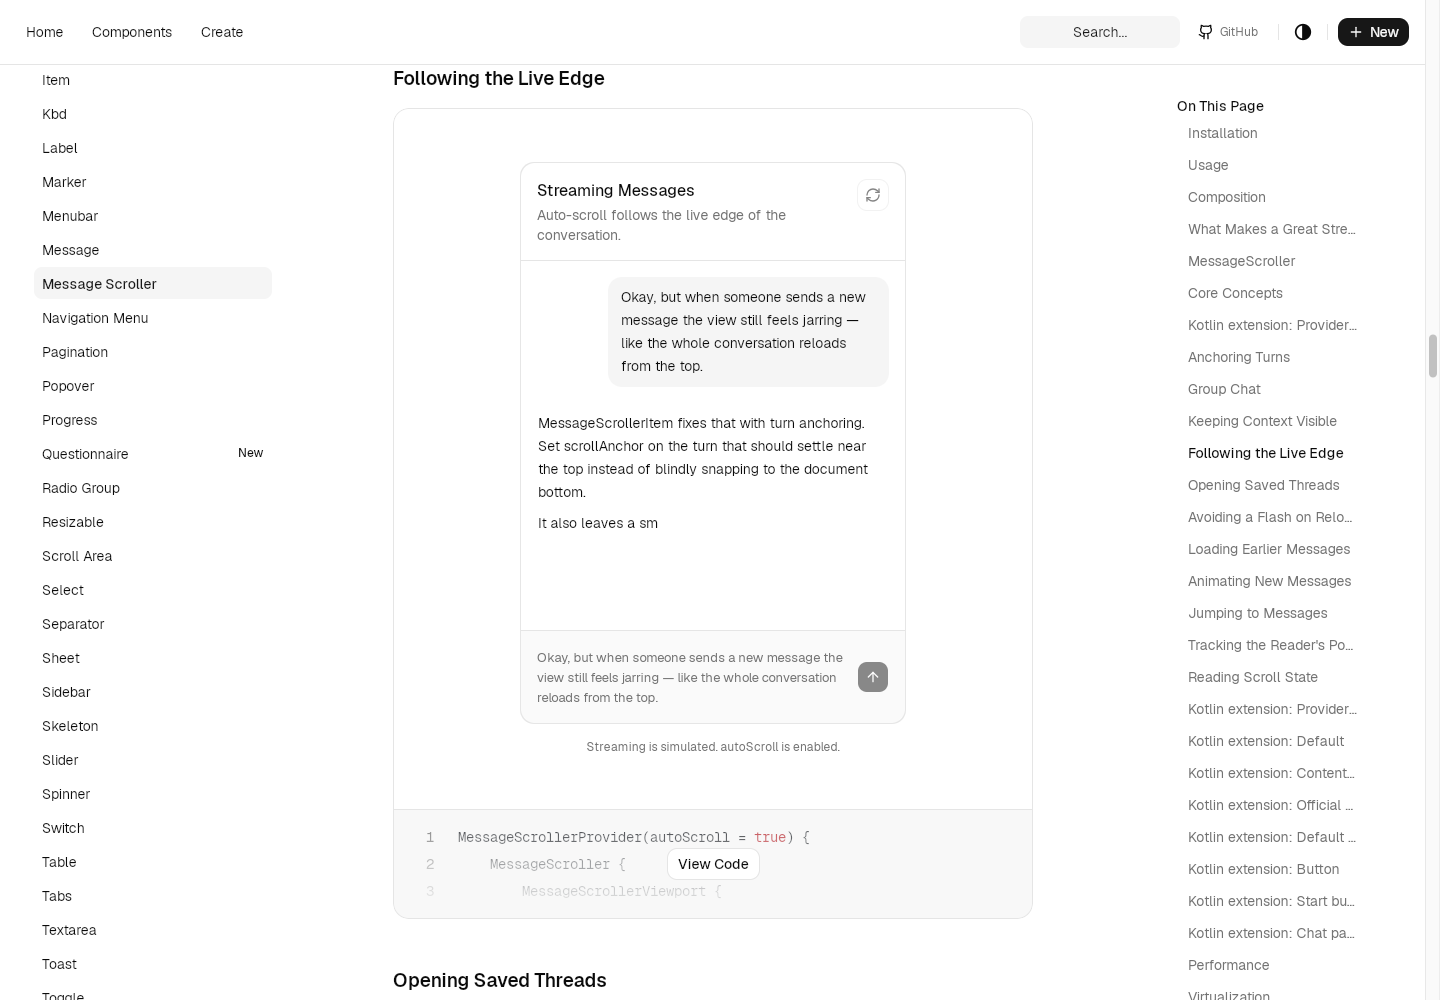 Home
Components
Create
Search...
GitHub
New
Item
Kbd
Label
Marker
Menubar
Message
Message Scroller
Navigation Menu
Pagination
Popover
Progress
Questionnaire
New
Radio Group
Resizable
Scroll Area
Select
Separator
Sheet
Sidebar
Skeleton
Slider
Spinner
Switch
Table
Tabs
Textarea
Toast
Toggle
Following the Live Edge
Streaming Messages
Auto-scroll follows the live edge of the
conversation.
Okay, but when someone sends a new
message the view still feels jarring —
like the whole conversation reloads
from the top.
MessageScrollerItem fixes that with turn anchoring.
Set scrollAnchor on the turn that should settle near
the top instead of blindly snapping to the document
bottom.
It also leaves a sm
Okay, but when someone sends a new message the
view still feels jarring — like the whole conversation
reloads from the top.
Streaming is simulated. autoScroll is enabled.
1 MessageScrollerProvider(autoScroll = true) {
2 MessageScroller {
View Code
3 MessageScrollerViewport {
Opening Saved Threads
On This Page
Installation
Usage
Composition
What Makes a Great Stre...
MessageScroller
Core Concepts
Kotlin extension: Provider...
Anchoring Turns
Group Chat
Keeping Context Visible
Following the Live Edge
Opening Saved Threads
Avoiding a Flash on Relo...
Loading Earlier Messages
Animating New Messages
Jumping to Messages
Tracking the Reader's Po...
Reading Scroll State
Kotlin extension: Provider...
Kotlin extension: Default
Kotlin extension: Content...
Kotlin extension: Official ...
Kotlin extension: Default ...
Kotlin extension: Button
Kotlin extension: Start bu...
Kotlin extension: Chat pa...
Performance
Virtualization